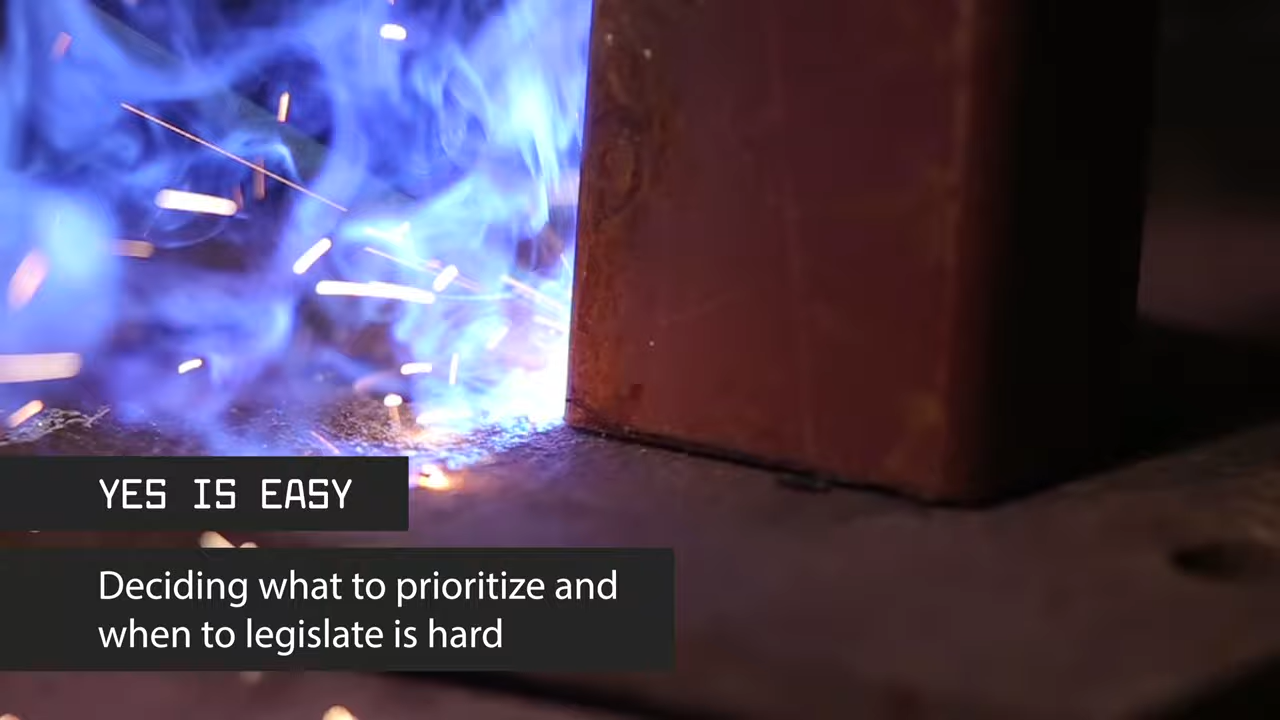 YES IS EASY
Deciding what to prioritize and
when to legislate is hard